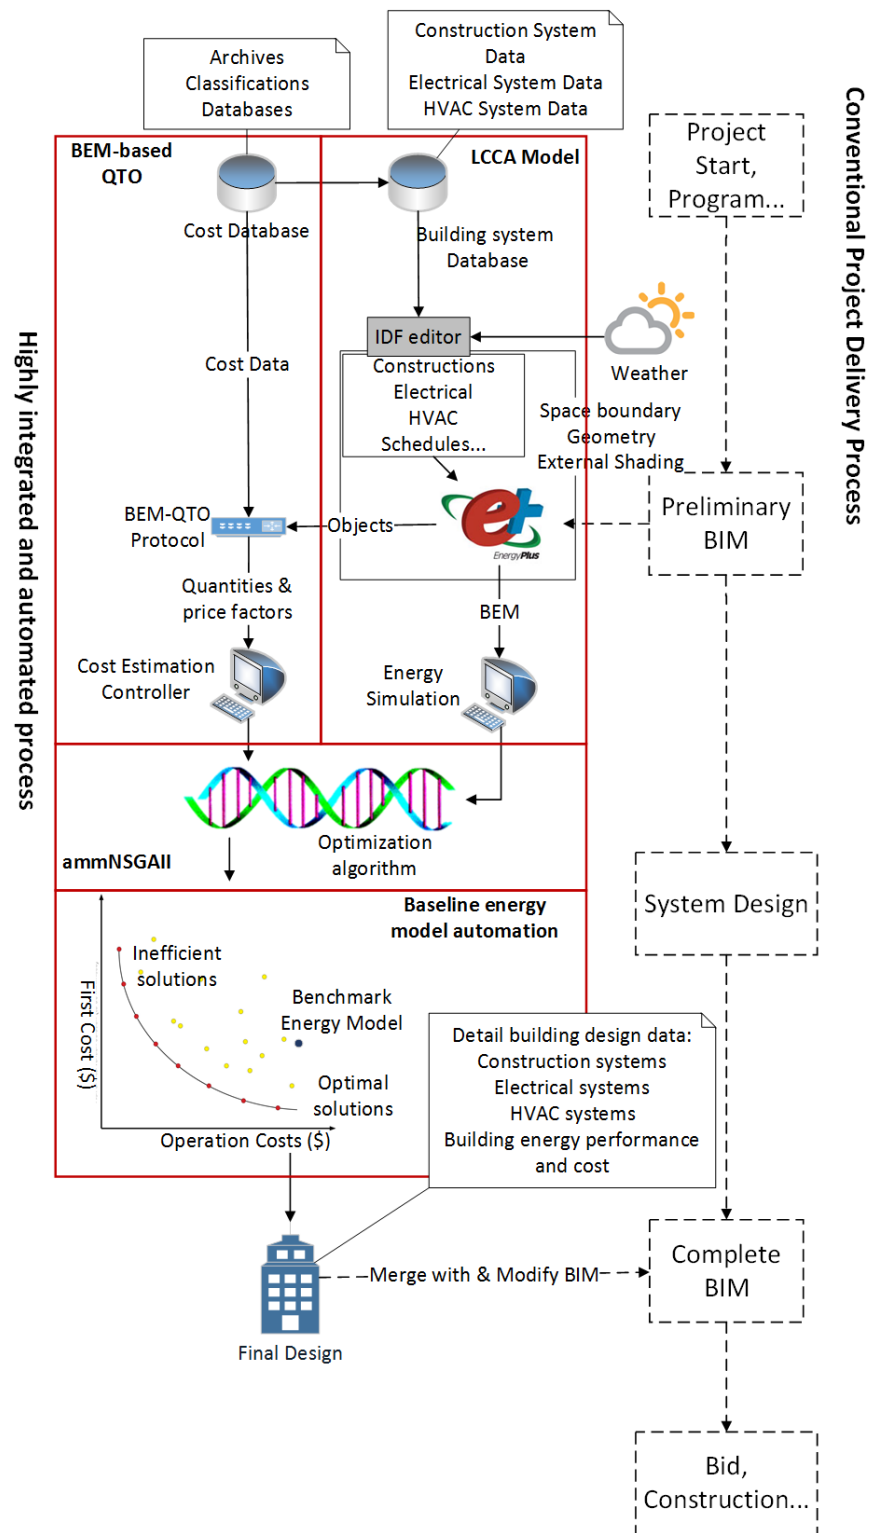 Archives
Classifications
Databases
Construction System
Data
Electrical System Data
HVAC System Data
BEM-based
QTO
LCCA Model
Cost Database
Building system
Database
IDF editor
Weather
Cost Data
Constructions
Electrical
HVAC
Schedules...
Space boundary
Geometry
External Shading
BEM-QTO
Protocol
Objects
e+
EnergyPlus
Quantities &
price factors
BEM
Cost Estimation
Controller
Energy
Simulation
Optimization
algorithm
ammNSGAII
Baseline energy
model automation
Inefficient
solutions
Benchmark
Energy Model
Optimal
solutions
First Cost ($)
Operation Costs ($)
Detail building design data:
Construction systems
Electrical systems
HVAC systems
Building energy performance
and cost
Merge with & Modify BIM
Final Design
Highly integrated and automated process
Conventional Project Delivery Process
Project
Start,
Program...
Preliminary
BIM
System Design
Complete
BIM
Bid,
Construction...